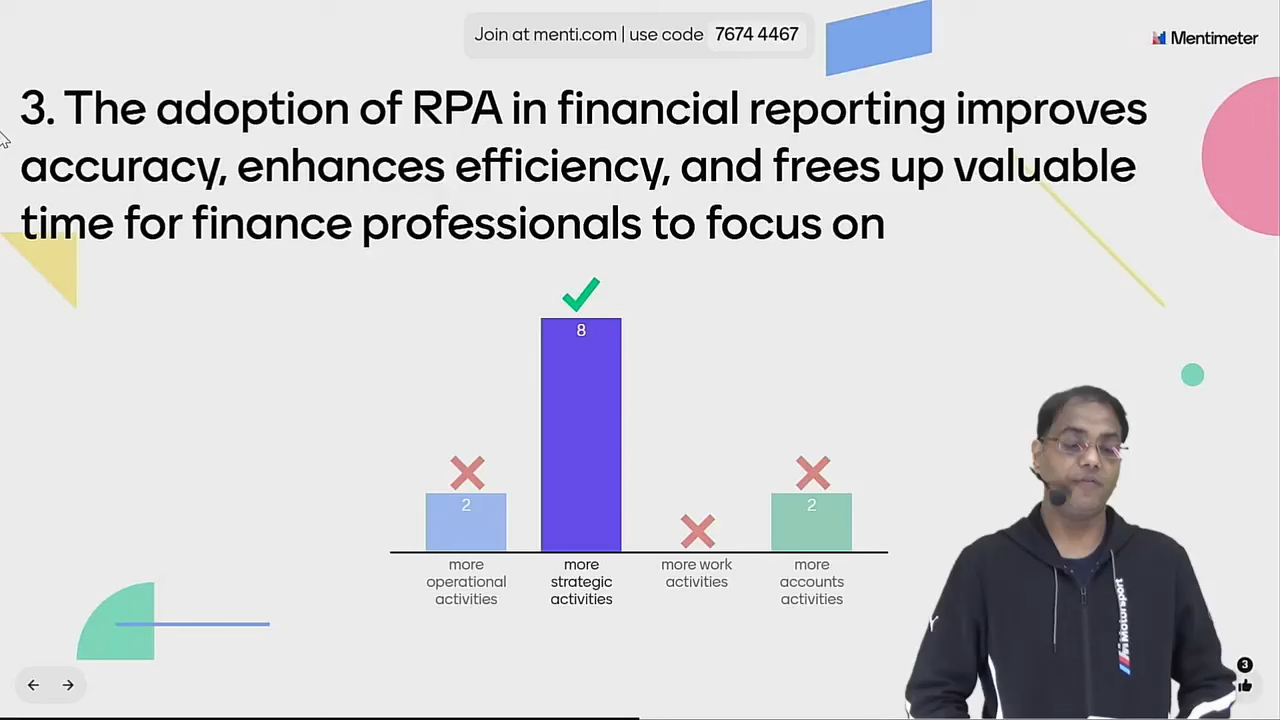 Join at menti.com | use code 7674 4467
Mentimeter
3. The adoption of RPA in financial reporting improves
accuracy, enhances efficiency, and frees up valuable
time for finance professionals to focus on
8
2
2
more
operational
activities
more
strategic
activities
more work
activities
more
accounts
activities
Motorsport
Y
3